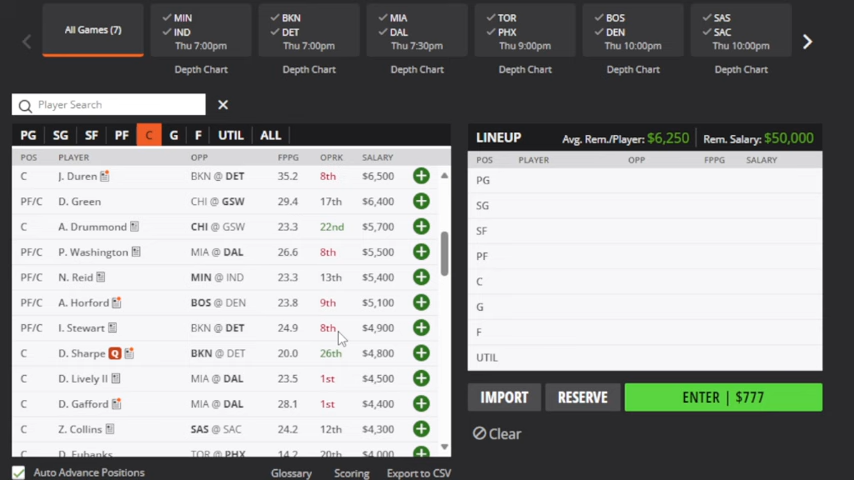 All Games (7)
MIN
IND
Thu 7:00pm
Depth Chart
BKN
DET
Thu 7:00pm
Depth Chart
MIA
DAL
Thu 7:30pm
Depth Chart
TOR
PHX
Thu 9:00pm
Depth Chart
BOS
DEN
Thu 10:00pm
Depth Chart
SAS
SAC
Thu 10:00pm
Depth Chart
Player Search
PG SG SF PF C G F UTIL ALL
POS PLAYER OPP FPPG OPRK SALARY
C J. Duren BKN @ DET 35.2 8th $6,500
PF/C D. Green CHI @ GSW 29.4 17th $6,400
C A. Drummond CHI @ GSW 23.3 22nd $5,700
PF/C P. Washington MIA @ DAL 26.6 8th $5,500
PF/C N. Reid MIN @ IND 23.3 13th $5,400
PF/C A. Horford BOS @ DEN 23.8 9th $5,100
PF/C I. Stewart BKN @ DET 24.9 8th $4,900
C D. Sharpe Q BKN @ DET 20.0 26th $4,800
C D. Lively II MIA @ DAL 23.5 1st $4,500
C D. Gafford MIA @ DAL 28.1 1st $4,400
C Z. Collins SAS @ SAC 24.2 12th $4,300
C D. Eubanks TOR @ PHX 14.2 20th $4,000
Auto Advance Positions Glossary Scoring Export to CSV
LINEUP Avg. Rem./Player: $6,250 Rem. Salary: $50,000
POS PLAYER OPP FPPG SALARY
PG
SG
SF
PF
C
G
F
UTIL
IMPORT RESERVE ENTER | $777
Clear